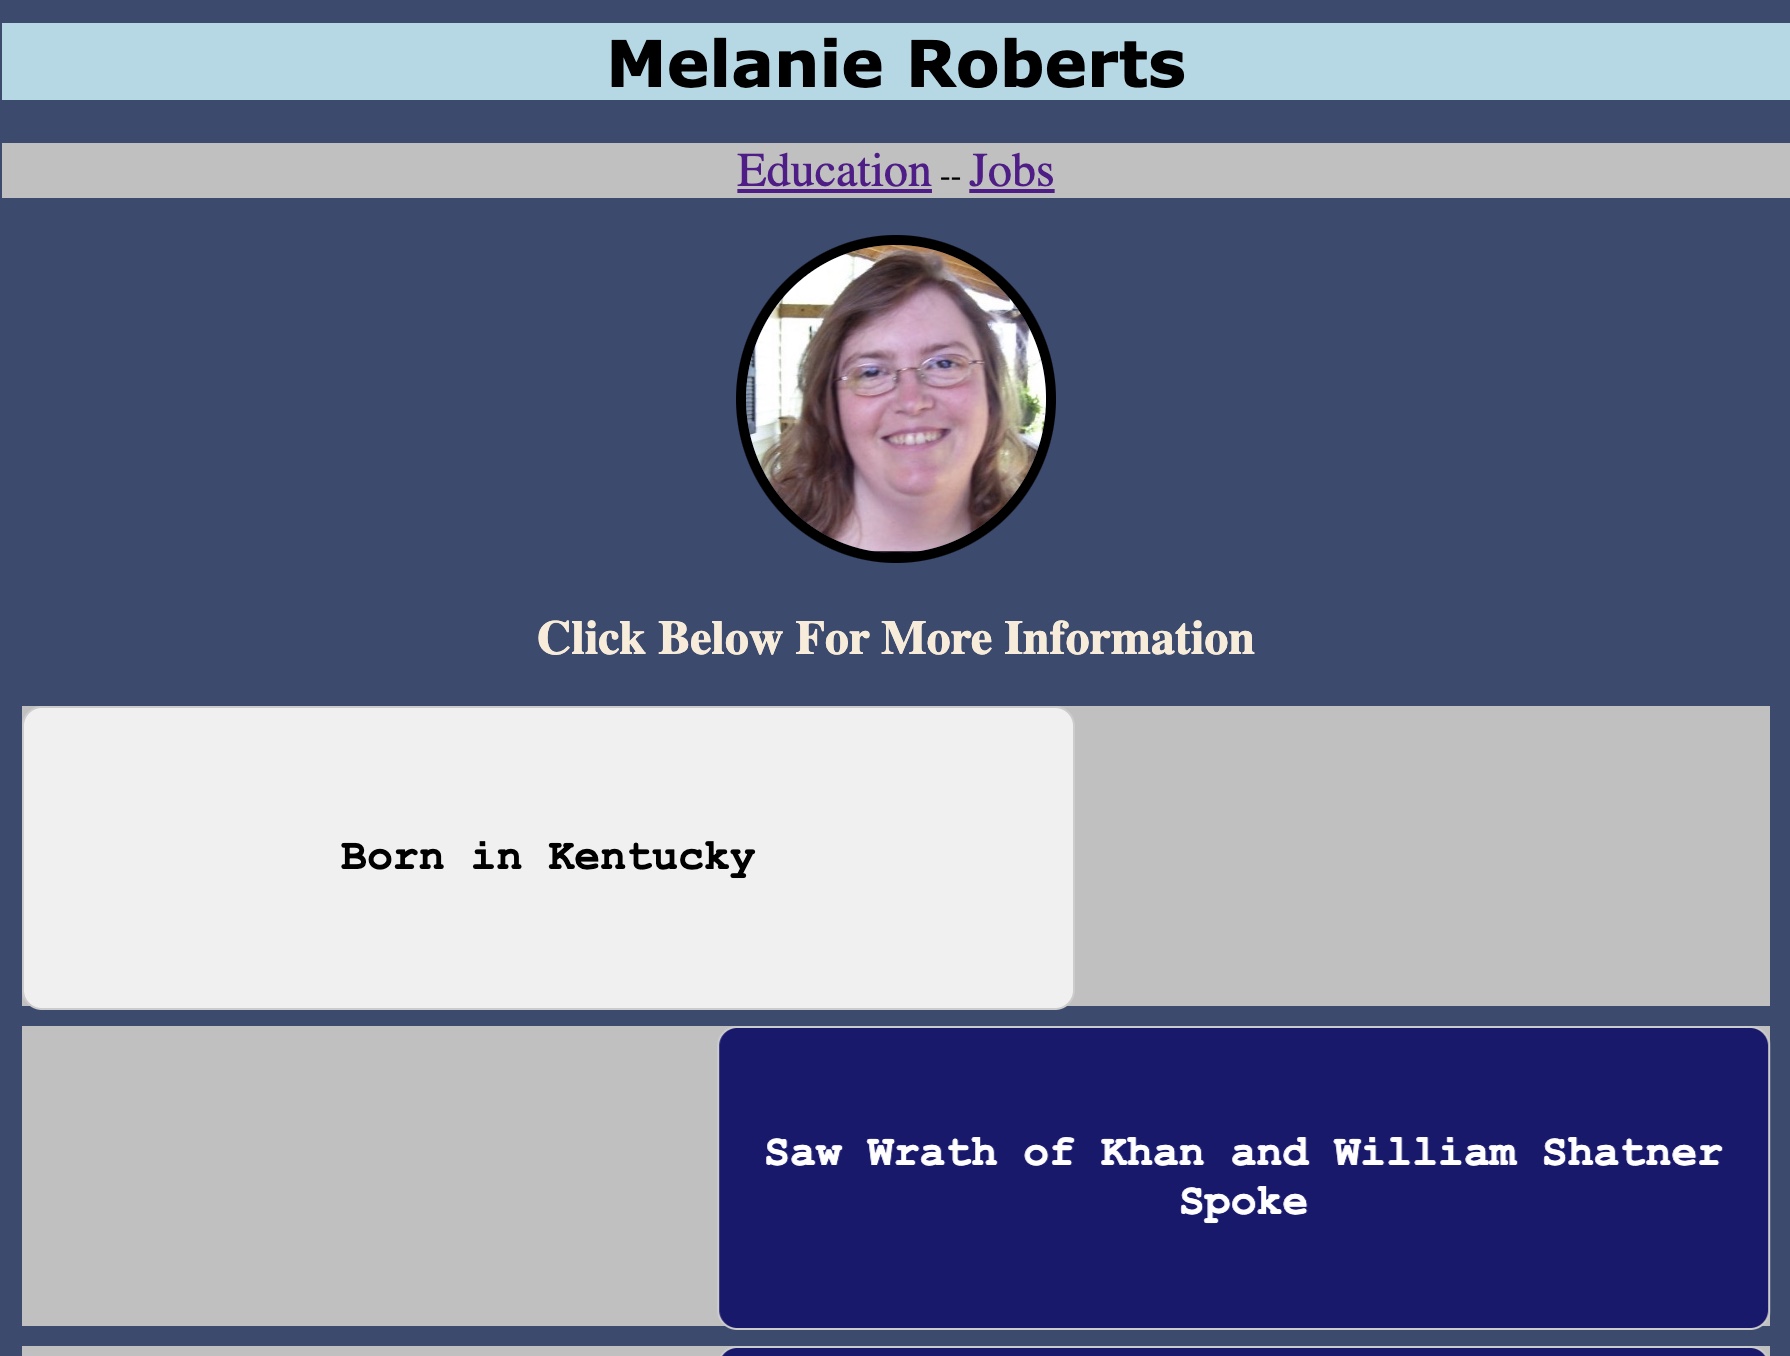 Melanie Roberts
Education -- Jobs
Click Below For More Information
Born in Kentucky
Saw Wrath of Khan and William Shatner
Spoke